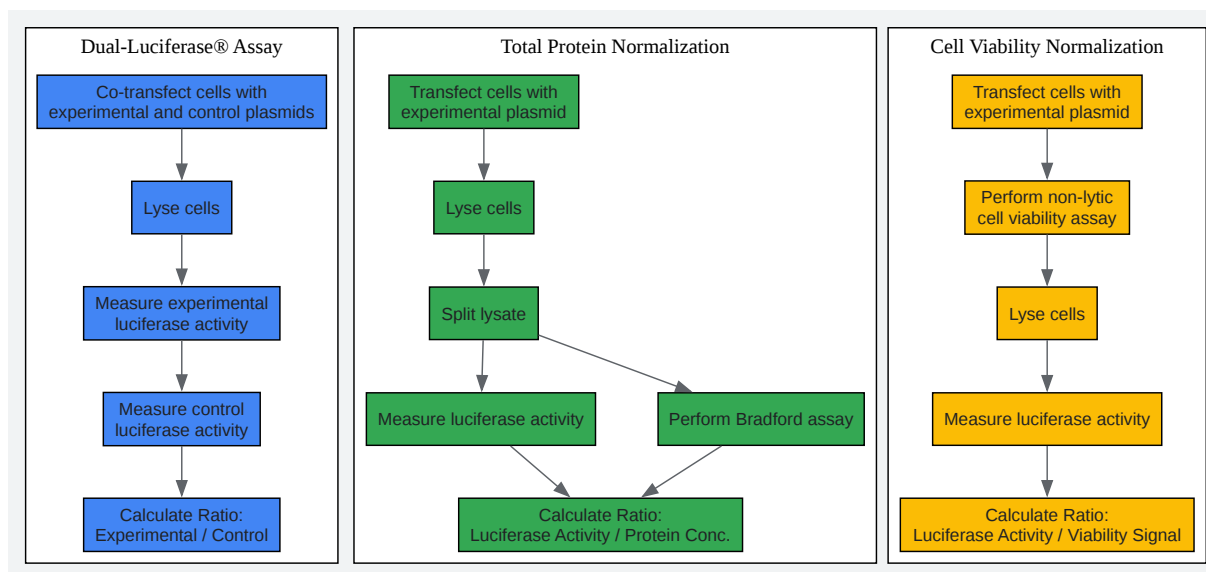 Dual-Luciferase® Assay
Co-transfect cells with
experimental and control plasmids
Lyse cells
Measure experimental
luciferase activity
Measure control
luciferase activity
Calculate Ratio:
Experimental / Control
Total Protein Normalization
Transfect cells with
experimental plasmid
Lyse cells
Split lysate
Measure luciferase activity
Perform Bradford assay
Calculate Ratio:
Luciferase Activity / Protein Conc.
Cell Viability Normalization
Transfect cells with
experimental plasmid
Perform non-lytic
cell viability assay
Lyse cells
Measure luciferase activity
Calculate Ratio:
Luciferase Activity / Viability Signal